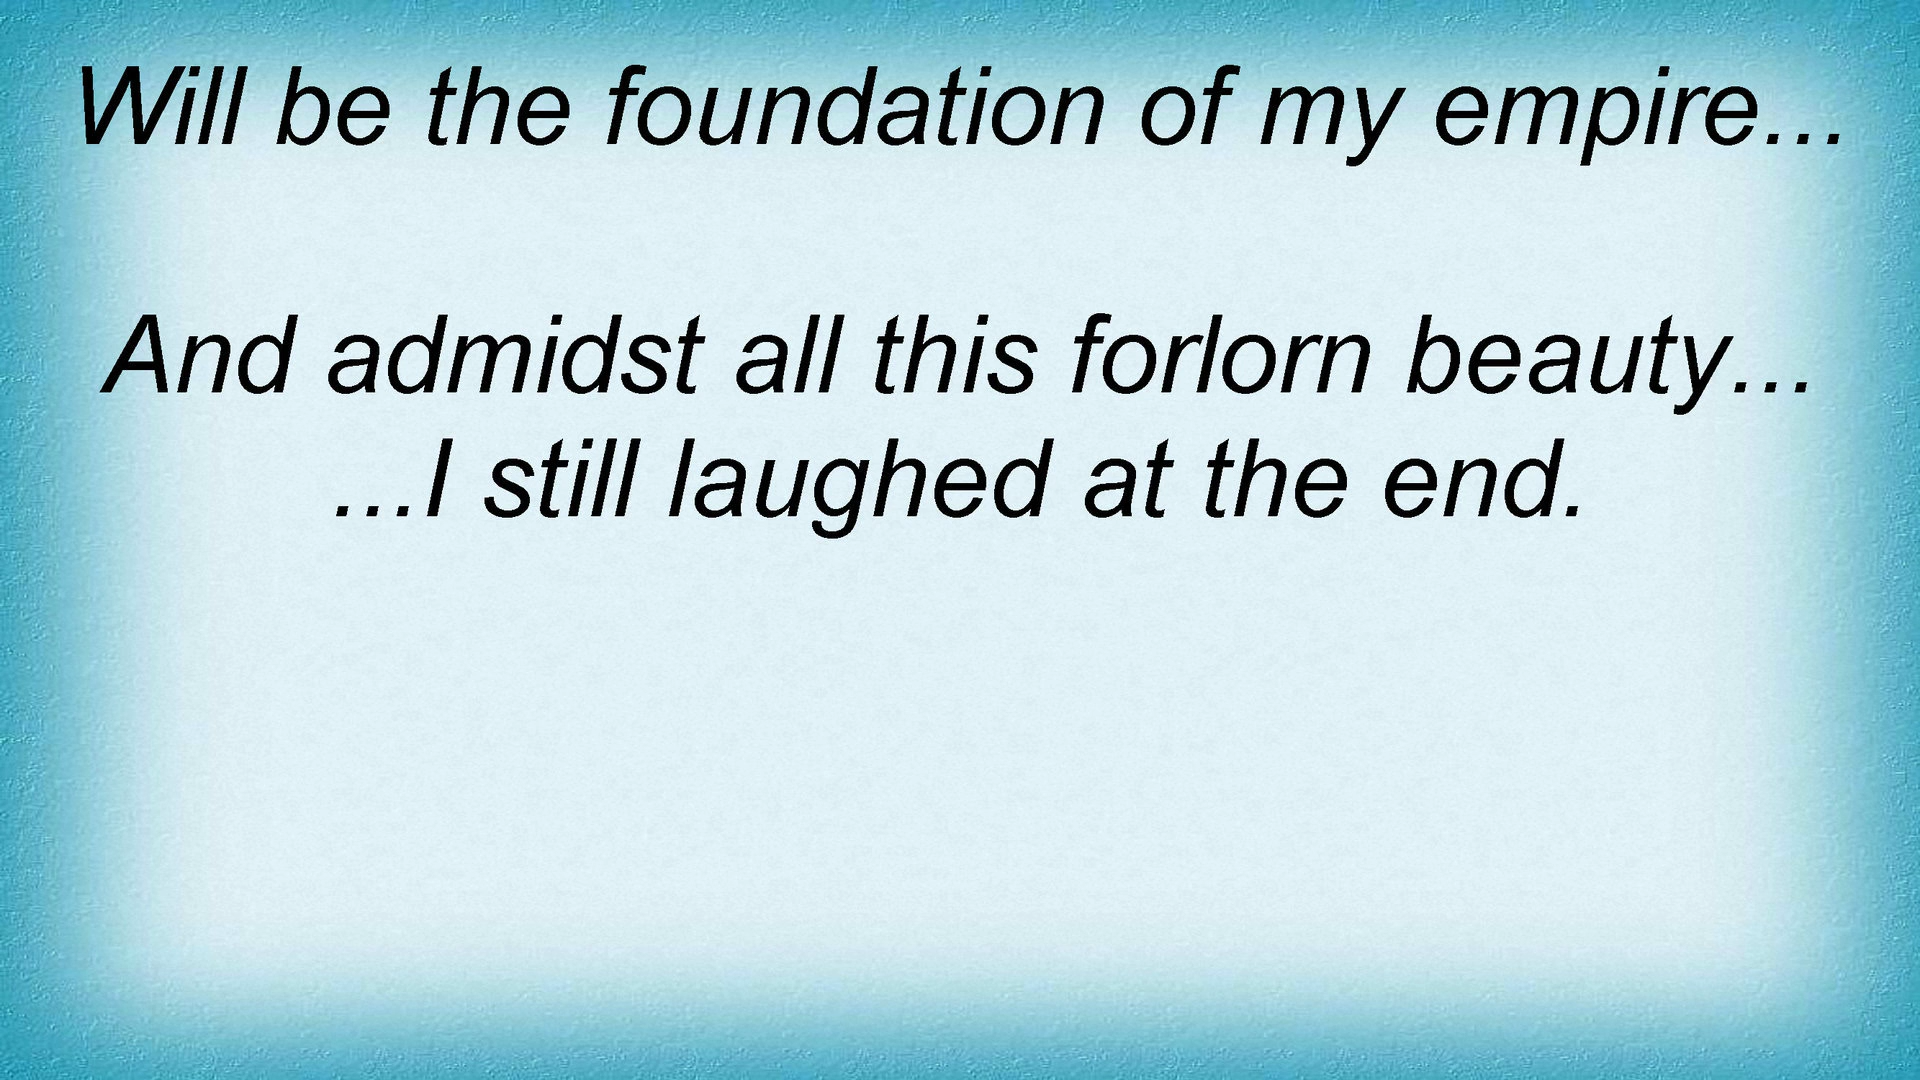 Will be the foundation of my empire...
And admidst all this forlorn beauty...
...I still laughed at the end.